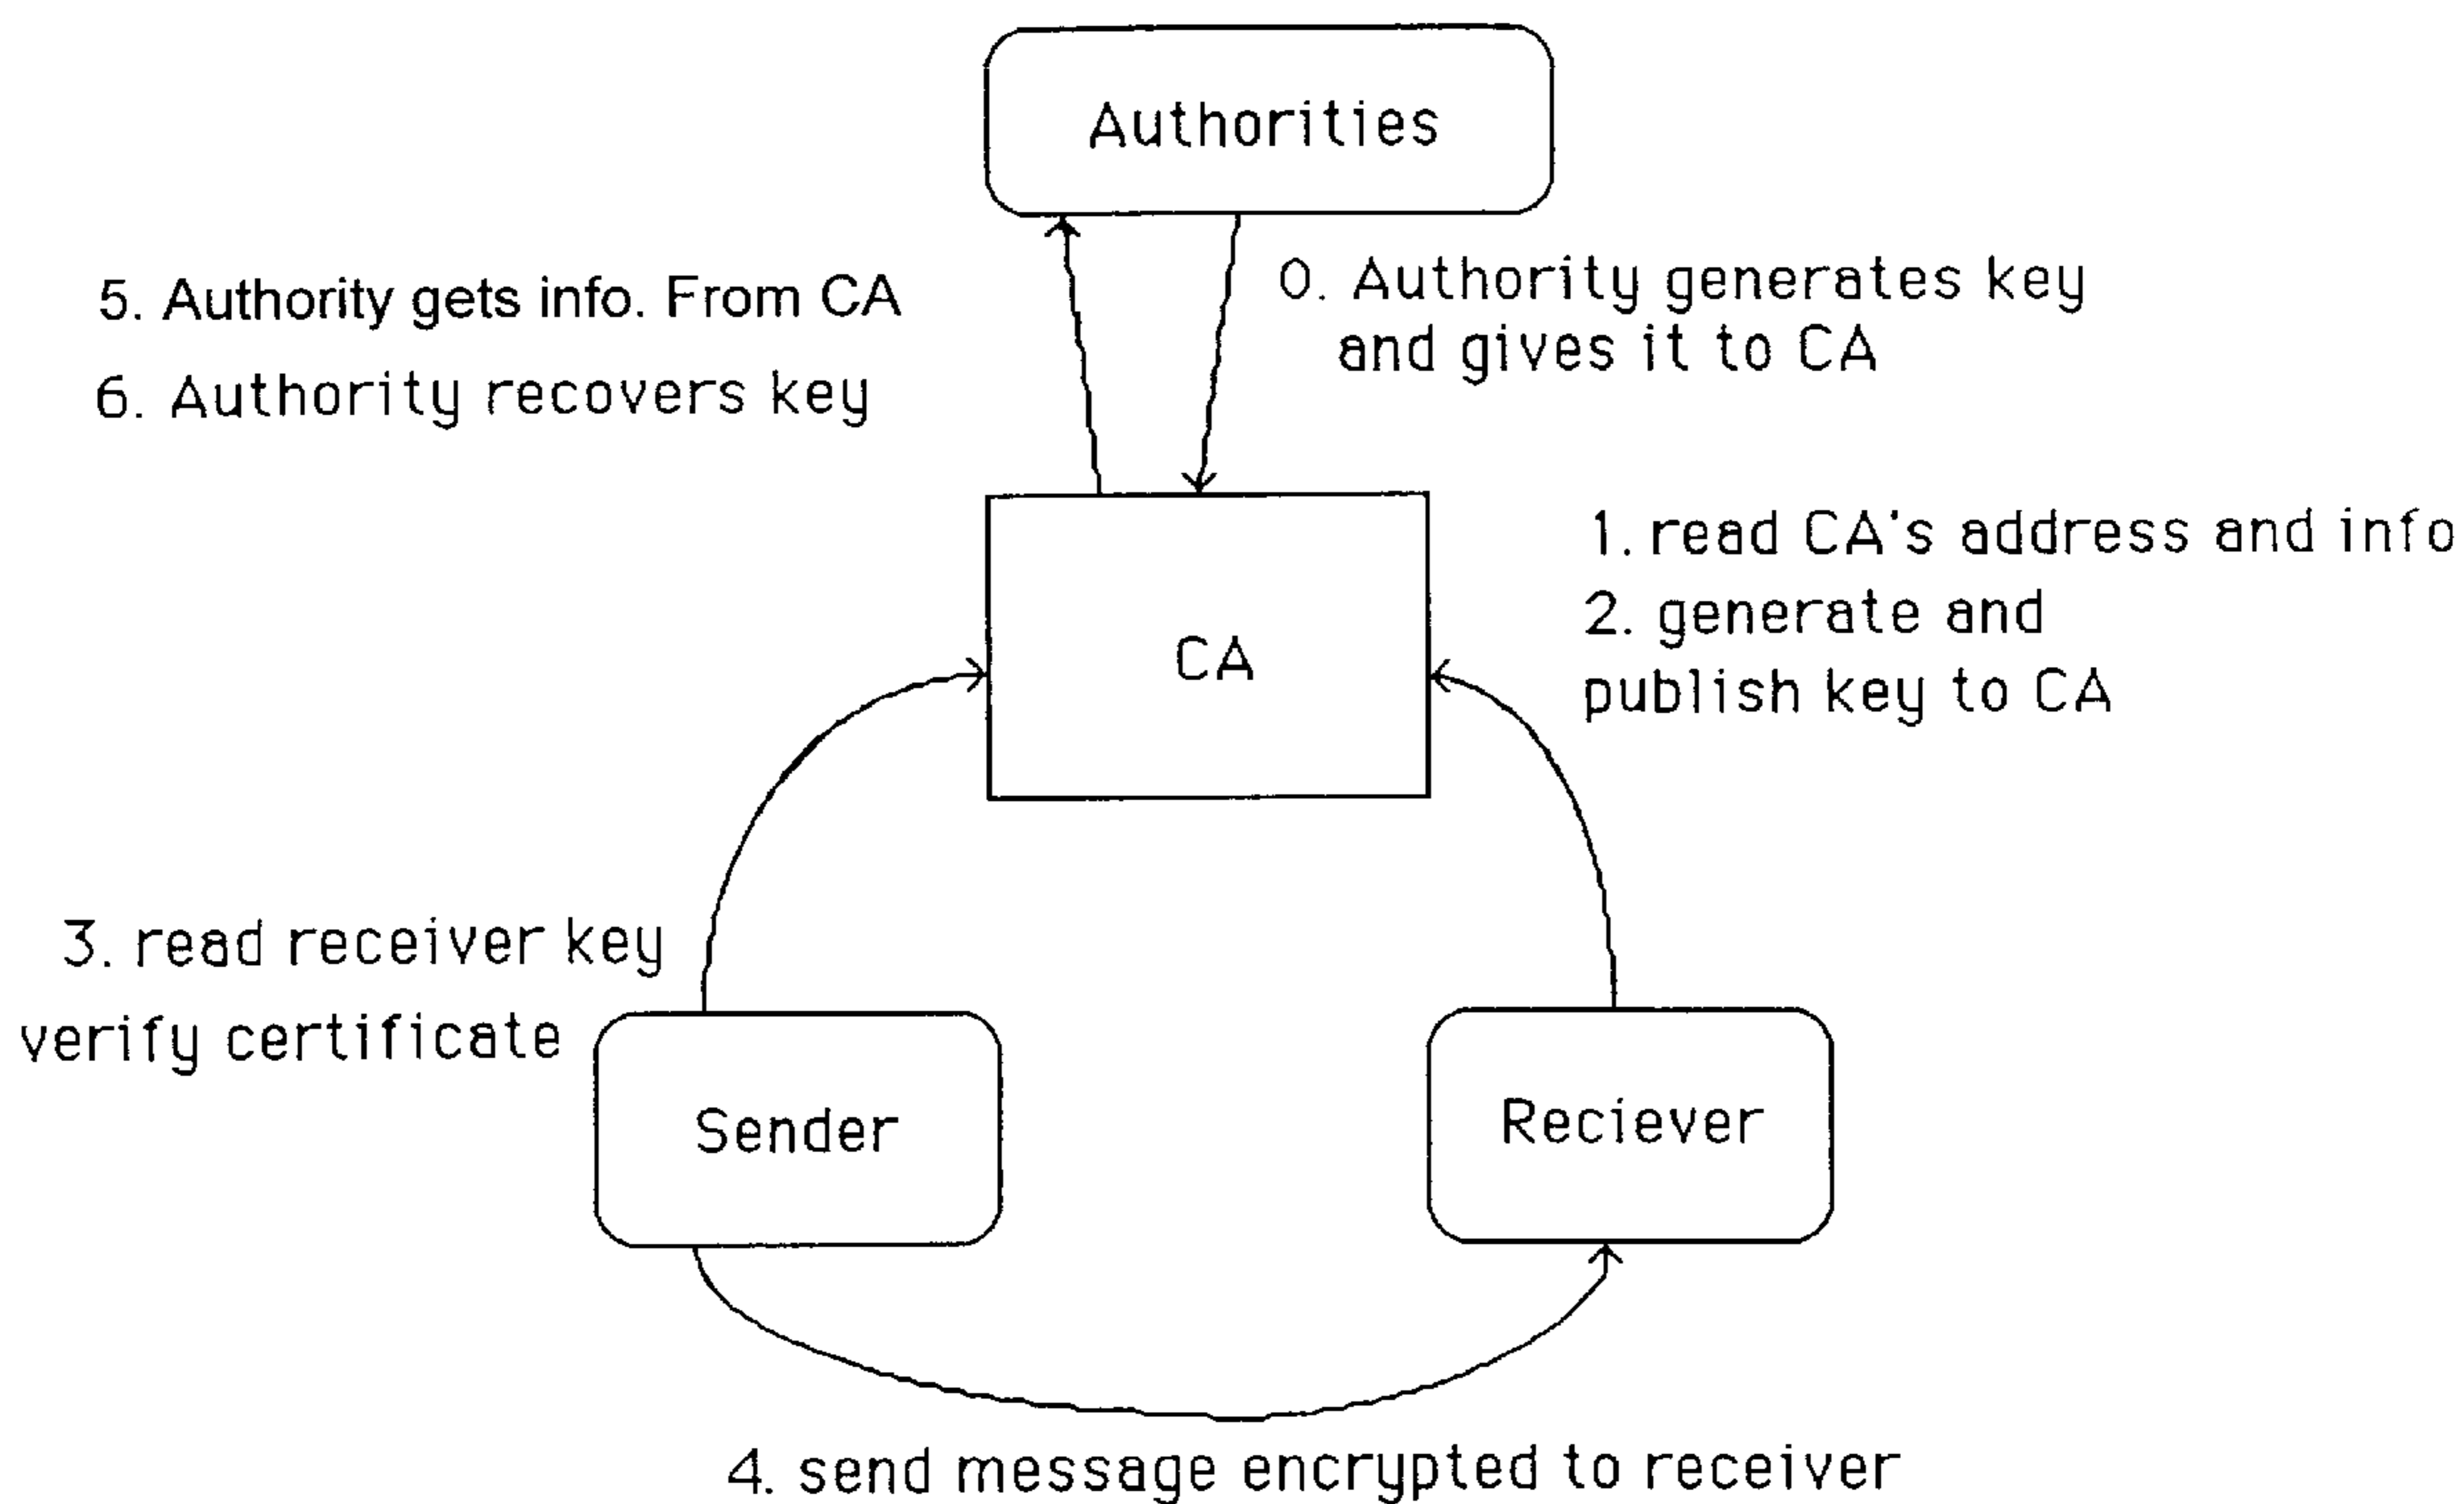 Authorities
5. Authority gets info. From CA
6. Authority recovers key
0. Authority generates key
and gives it to CA
CA
1. read CA's address and info
2. generate and
publish key to CA
3. read receiver key
verify certificate
Sender
Reciever
4. send message encrypted to receiver